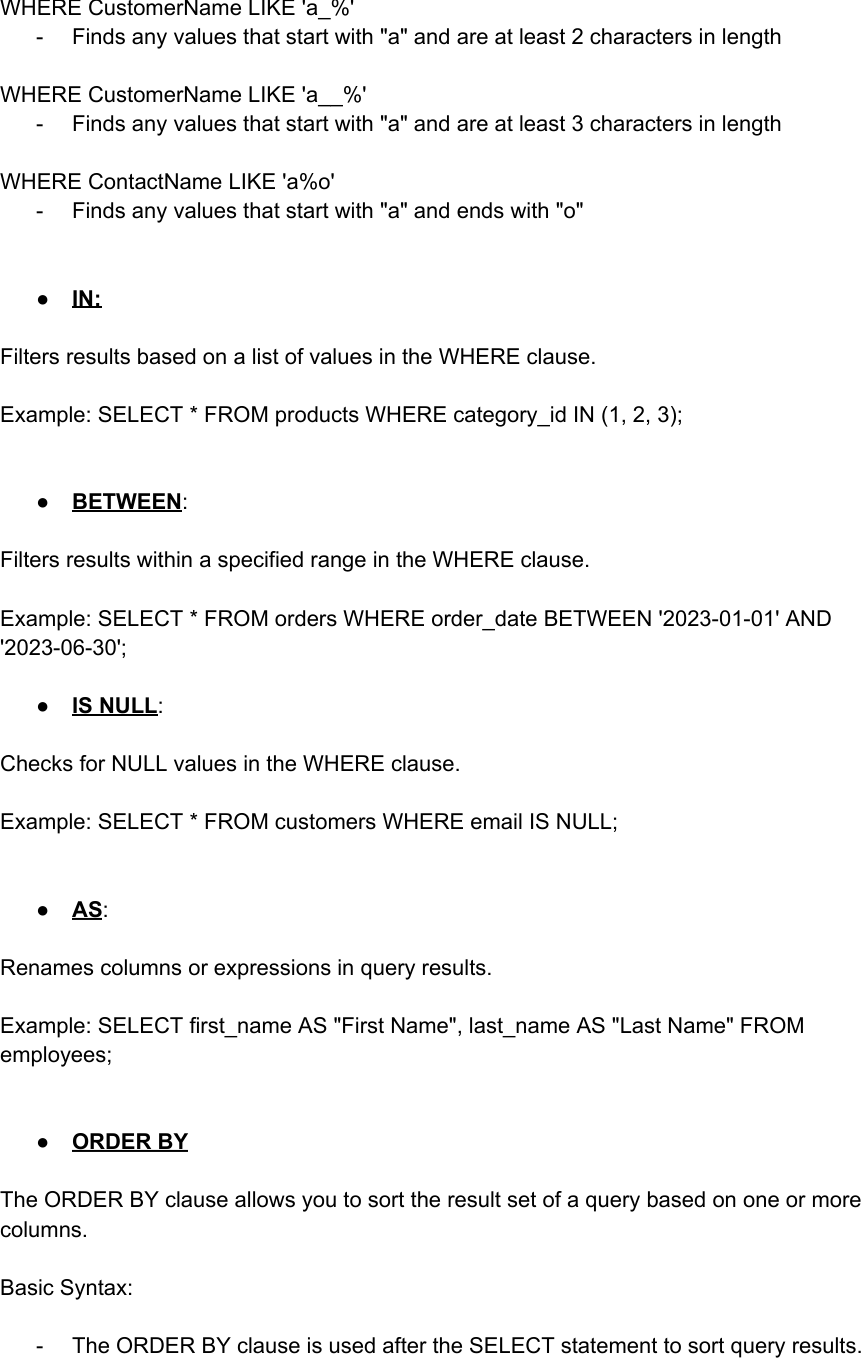 WHERE CustomerName LIKE 'a_%'
- Finds any values that start with "a" and are at least 2 characters in length
WHERE CustomerName LIKE 'a__%'
- Finds any values that start with "a" and are at least 3 characters in length
WHERE ContactName LIKE 'a%o'
- Finds any values that start with "a" and ends with "o"
● IN:
Filters results based on a list of values in the WHERE clause.
Example: SELECT * FROM products WHERE category_id IN (1, 2, 3);
● BETWEEN:
Filters results within a specified range in the WHERE clause.
Example: SELECT * FROM orders WHERE order_date BETWEEN '2023-01-01' AND
'2023-06-30';
● IS NULL:
Checks for NULL values in the WHERE clause.
Example: SELECT * FROM customers WHERE email IS NULL;
● AS:
Renames columns or expressions in query results.
Example: SELECT first_name AS "First Name", last_name AS "Last Name" FROM
employees;
● ORDER BY
The ORDER BY clause allows you to sort the result set of a query based on one or more
columns.
Basic Syntax:
- The ORDER BY clause is used after the SELECT statement to sort query results.